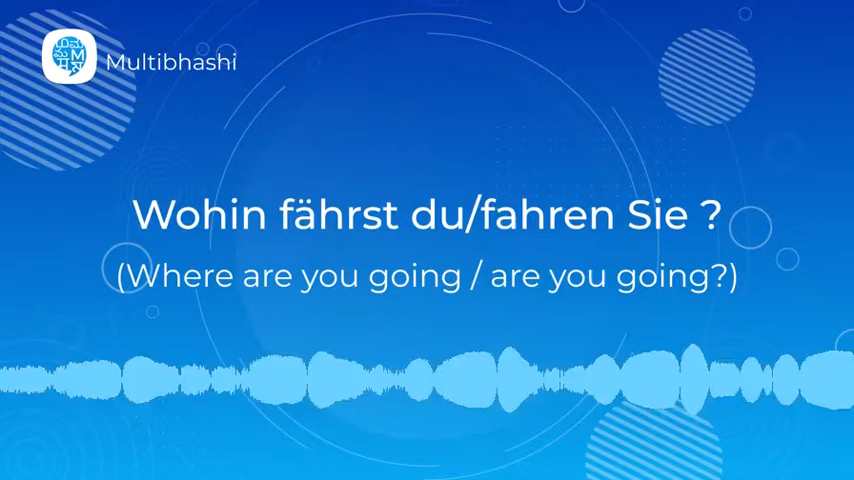 Multibhashi
Wohin fährst du/fahren Sie ?
(Where are you going / are you going?)